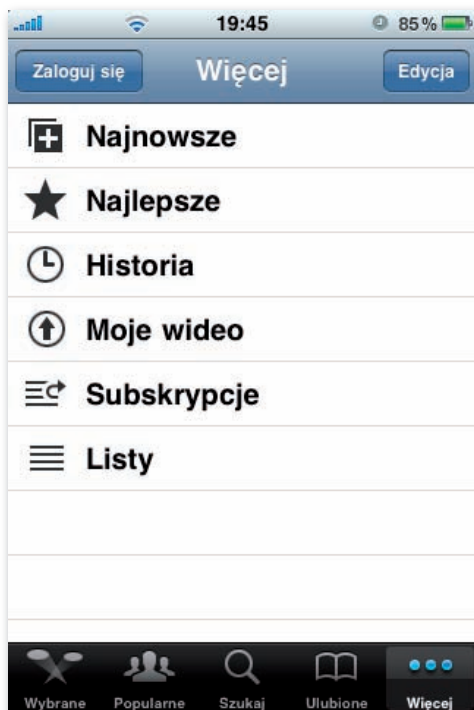 19:45 85%
Zaloguj się Więcej Edycja
Najnowsze
Najlepsze
Historia
Moje wideo
Subskrypcje
Listy
Wybrane Popularne Szukaj Ulubione Więcej